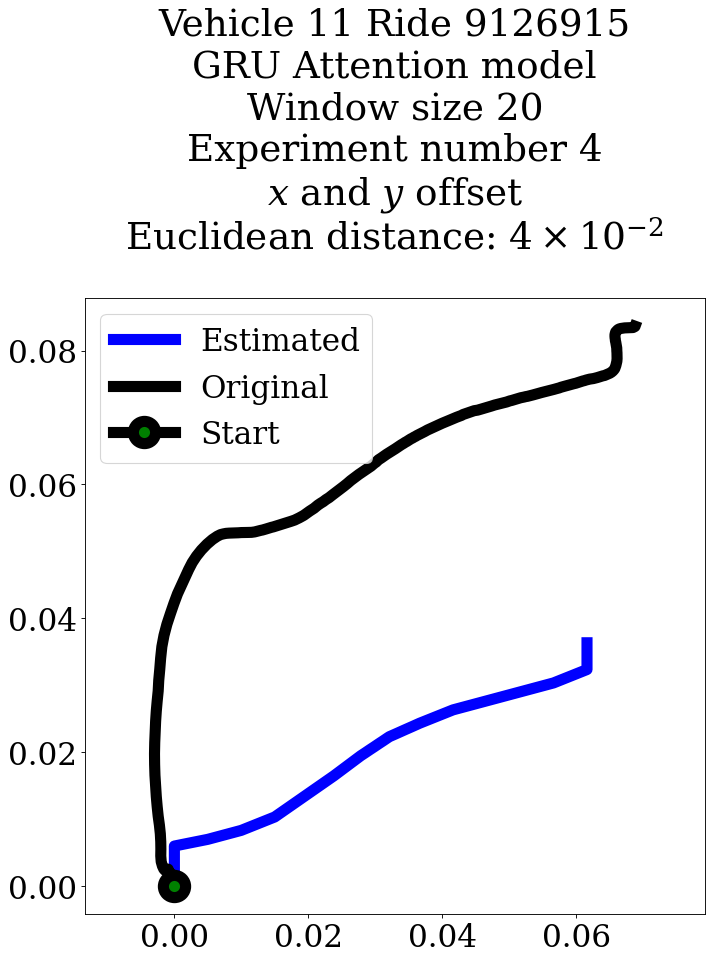 Vehicle 11 Ride 9126915
GRU Attention model
Window size 20
Experiment number 4
x and y offset
Euclidean distance: 4 × 10⁻²
Estimated
Original
Start
0.08
0.06
0.04
0.02
0.00
0.00 0.02 0.04 0.06